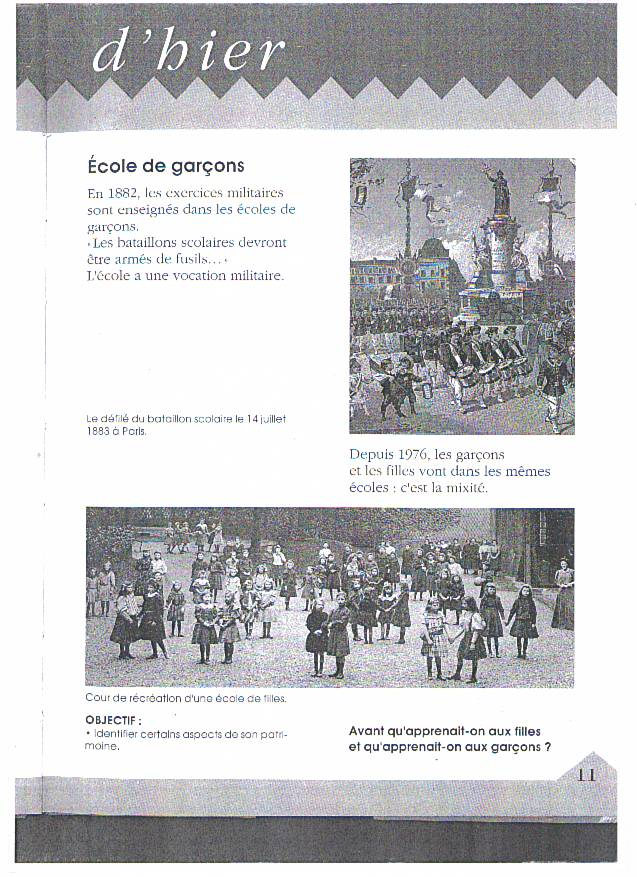 d'hier
École de garçons
En 1882, les exercices militaires
sont enseignés dans les écoles de
garçons.
« Les bataillons scolaires devront
être armés de fusils... »
L'école a une vocation militaire.
Le défilé du bataillon scolaire le 14 juillet
1883 à Paris.
Depuis 1976, les garçons
et les filles vont dans les mêmes
écoles : c'est la mixité.
Cour de récréation d'une école de filles.
OBJECTIF :
• Identifier certains aspects de son patri-
moine.
Avant qu'apprenait-on aux filles
et qu'apprenait-on aux garçons ?
11